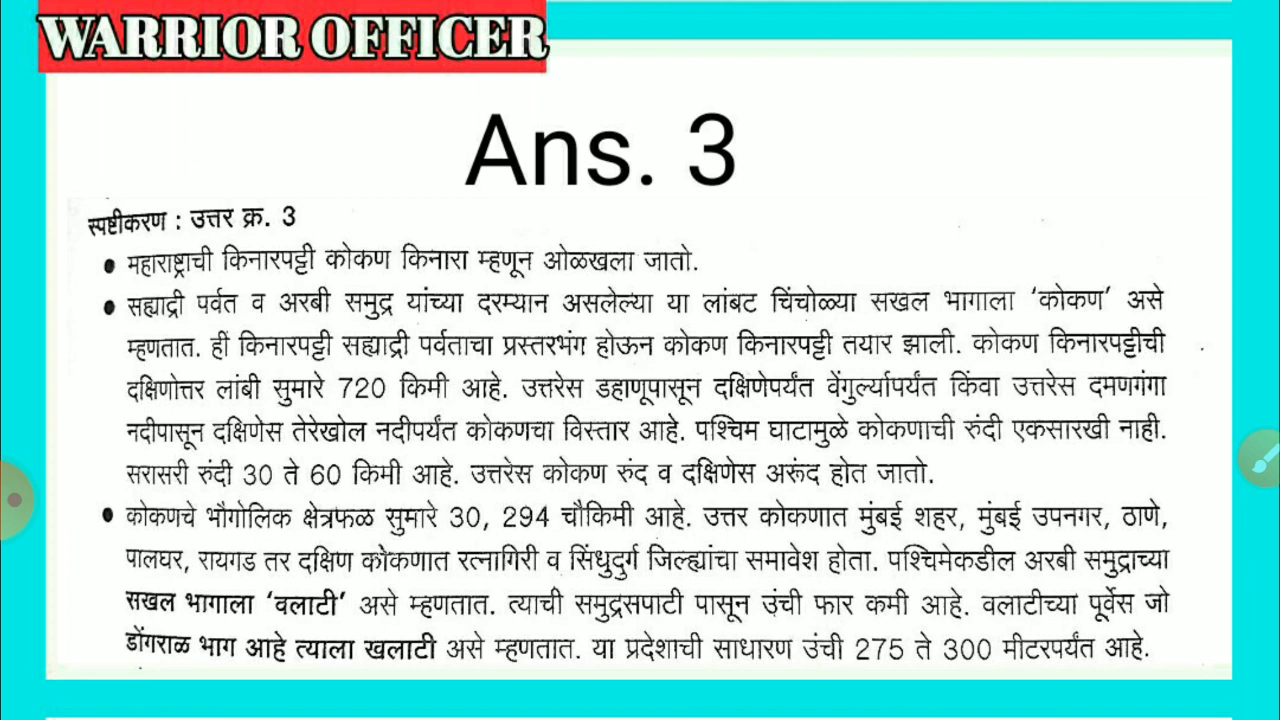 WARRIOR OFFICER
Ans. 3
स्पष्टीकरण : उत्तर क्र. 3
● महाराष्ट्राची किनारपट्टी कोकण किनारा म्हणून ओळखला जातो.
● सह्याद्री पर्वत व अरबी समुद्र यांच्या दरम्यान असलेल्या या लांबट चिंचोळ्या सखल भागाला ‘कोकण’ असे
म्हणतात. ही किनारपट्टी सह्याद्री पर्वताचा प्रस्तरभंग होऊन कोकण किनारपट्टी तयार झाली. कोकण किनारपट्टीची
दक्षिणोत्तर लांबी सुमारे 720 किमी आहे. उत्तरेस डहाणूपासून दक्षिणेपर्यंत वेंगुर्ल्यापर्यंत किंवा उत्तरेस दमणगंगा
नदीपासून दक्षिणेस तेरेखोल नदीपर्यंत कोकणचा विस्तार आहे. पश्चिम घाटामुळे कोकणाची रुंदी एकसारखी नाही.
सरासरी रुंदी 30 ते 60 किमी आहे. उत्तरेस कोकण रुंद व दक्षिणेस अरूंद होत जातो.
● कोकणचे भौगोलिक क्षेत्रफळ सुमारे 30, 294 चौकिमी आहे. उत्तर कोकणात मुंबई शहर, मुंबई उपनगर, ठाणे,
पालघर, रायगड तर दक्षिण कोकणात रत्नागिरी व सिंधुदुर्ग जिल्ह्यांचा समावेश होता. पश्चिमेकडील अरबी समुद्राच्या
सखल भागाला ‘वलाटी’ असे म्हणतात. त्याची समुद्रसपाटी पासून उंची फार कमी आहे. वलाटीच्या पूर्वेस जो
डोंगराळ भाग आहे त्याला खलाटी असे म्हणतात. या प्रदेशाची साधारण उंची 275 ते 300 मीटरपर्यंत आहे.